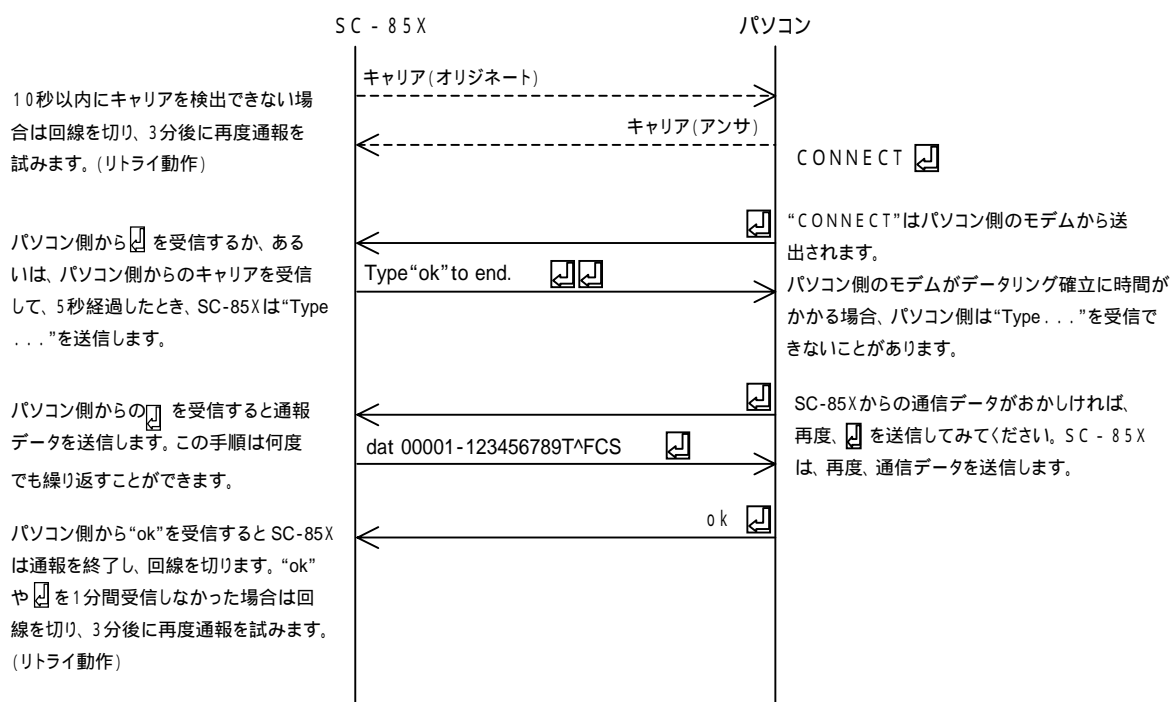 SC-85X
パソコン
キャリア(オリジネート)
10秒以内にキャリアを検出できない場
合は回線を切り、3分後に再度通報を
試みます。(リトライ動作)
キャリア(アンサ)
CONNECT ↵
↵
“CONNECT”はパソコン側のモデムから送
出されます。
パソコン側のモデムがデータリング確立に時間が
かかる場合、パソコン側は“Type...”を受信で
きないことがあります。
パソコン側から↵を受信するか、ある
いは、パソコン側からのキャリアを受信
して、5秒経過したとき、SC-85Xは“Type
...”を送信します。
Type“ok”to end. ↵↵
↵
パソコン側からの↵を受信すると通報
データを送信します。この手順は何度
でも繰り返すことができます。
dat 00001-123456789T^FCS ↵
SC-85Xからの通信データがおかしければ、
再度、↵を送信してみてください。SC-85X
は、再度、通信データを送信します。
ok ↵
パソコン側から“ok”を受信するとSC-85X
は通報を終了し、回線を切ります。“ok”
や↵を1分間受信しなかった場合は回
線を切り、3分後に再度通報を試みます。
(リトライ動作)